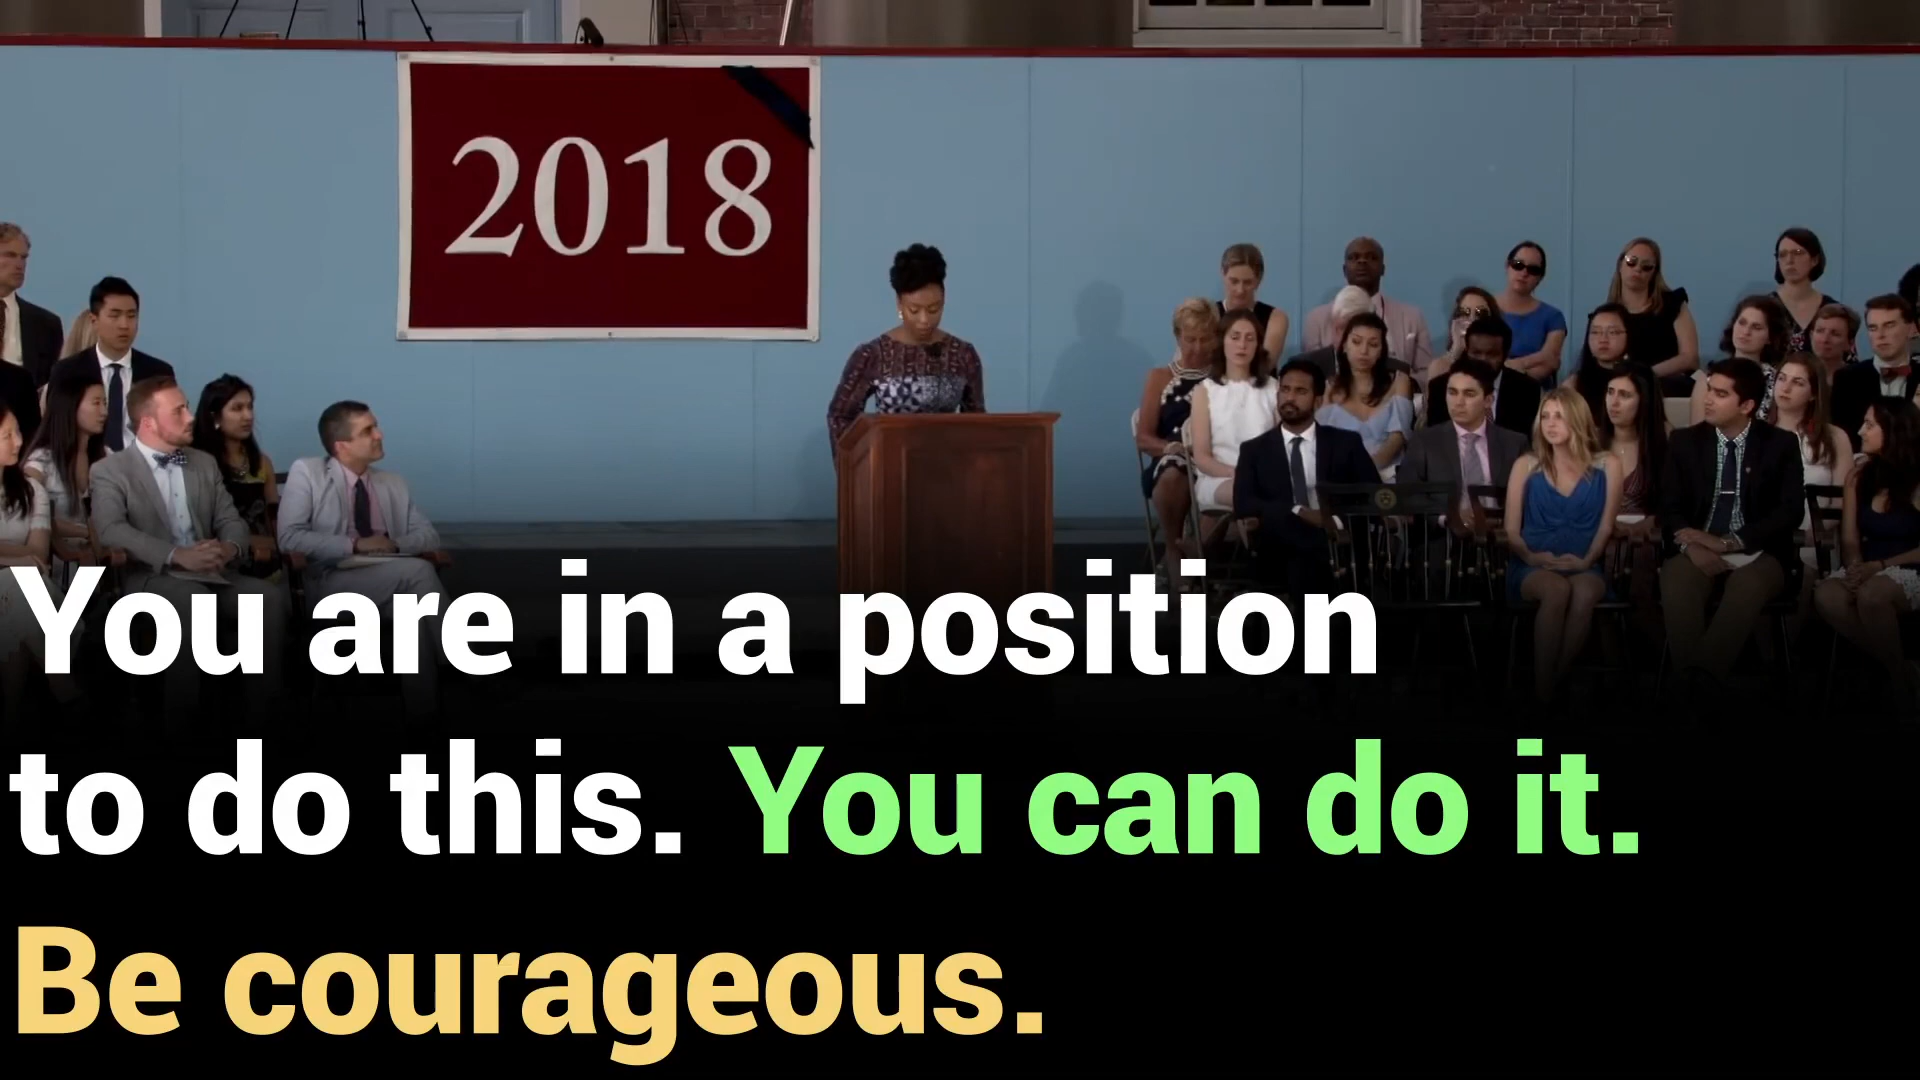 2018
You are in a position
to do this. You can do it.
Be courageous.